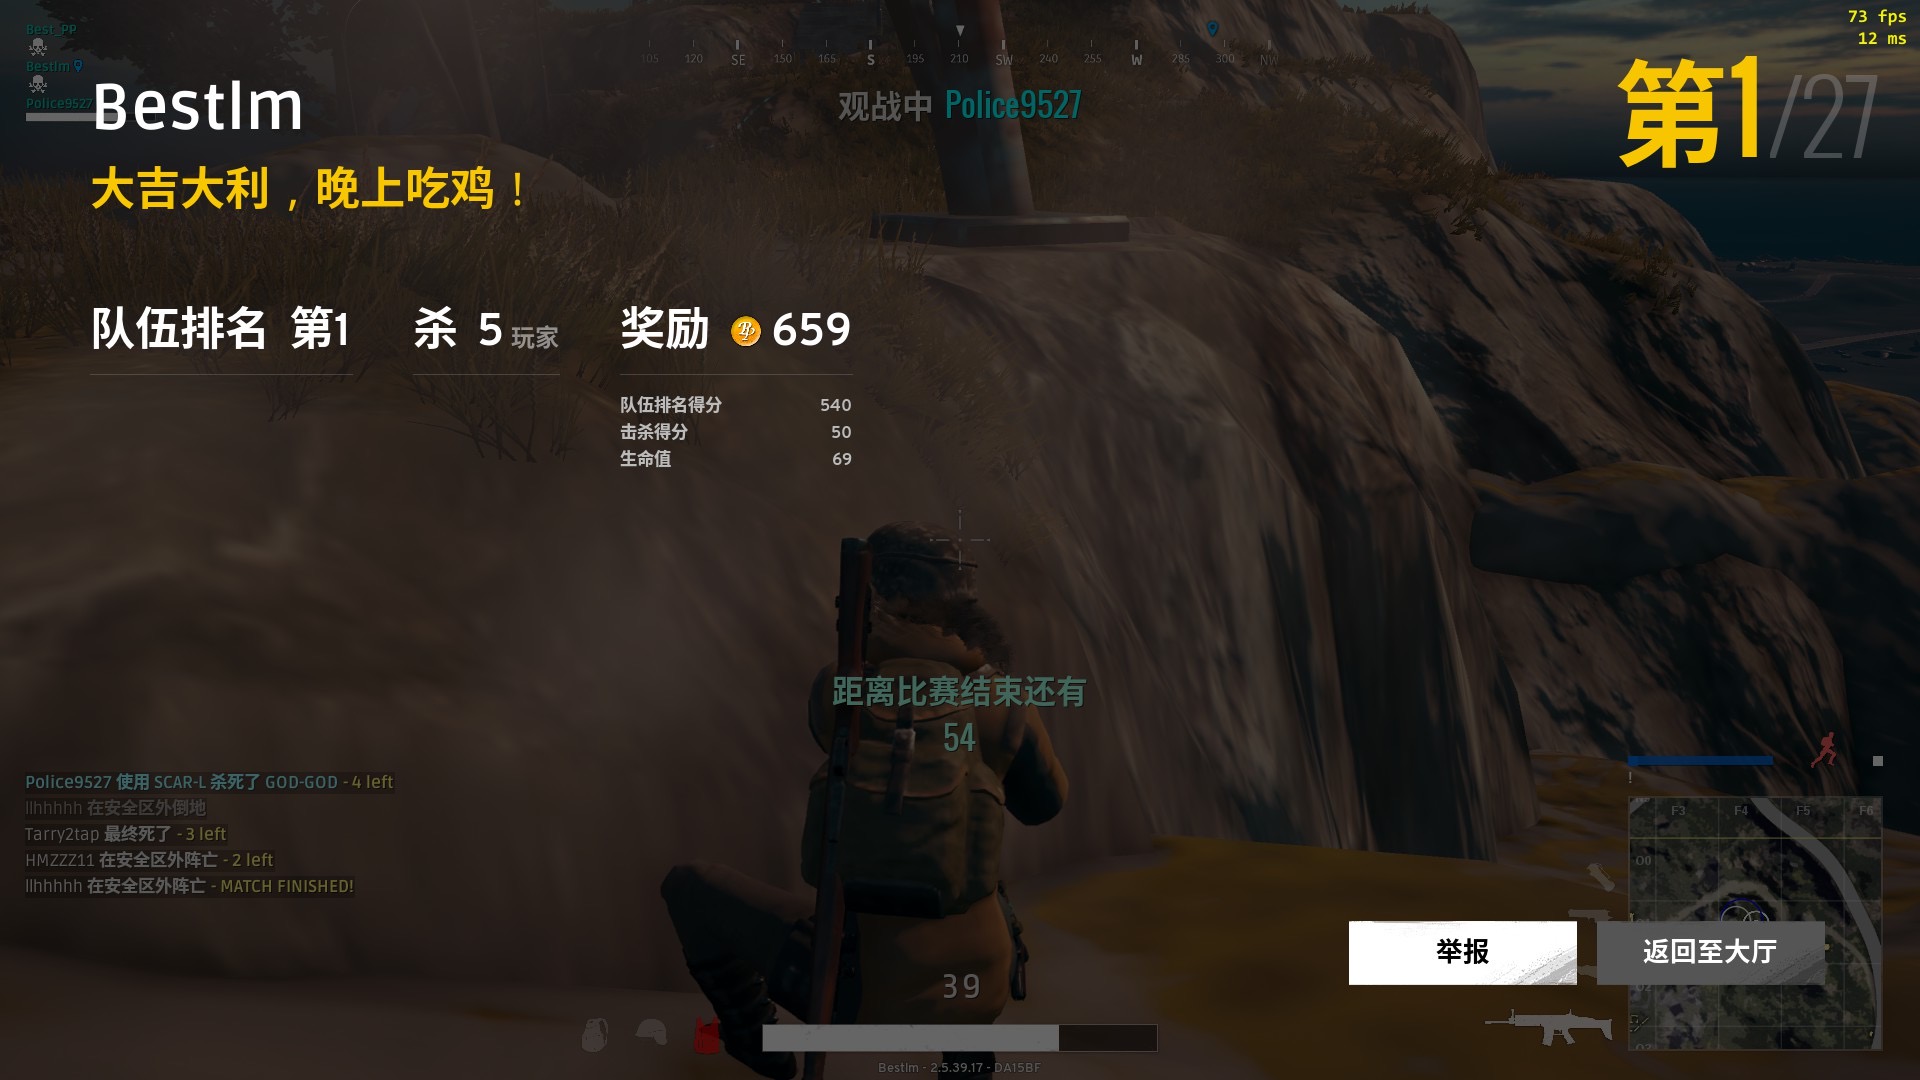 73 fps
12 ms
Best_PP
BestIm
Police9527
105 120 SE 150 165 S 195 210 SW 240 255 W 285 300 NW
观战中 Police9527
BestIm
第1/27
大吉大利，晚上吃鸡！
队伍排名 第1
杀 5 玩家
奖励 659
队伍排名得分 540
击杀得分 50
生命值 69
距离比赛结束还有
54
Police9527 使用 SCAR-L 杀死了 GOD-GOD - 4 left
llhhhhh 在安全区外倒地
Tarry2tap 最终死了 - 3 left
HMZZZ11 在安全区外阵亡 - 2 left
llhhhhh 在安全区外阵亡 - MATCH FINISHED!
!
F3 F4 F5 F6
举报
返回至大厅
39
BestIm - 2.5.39.17 - DA15BF